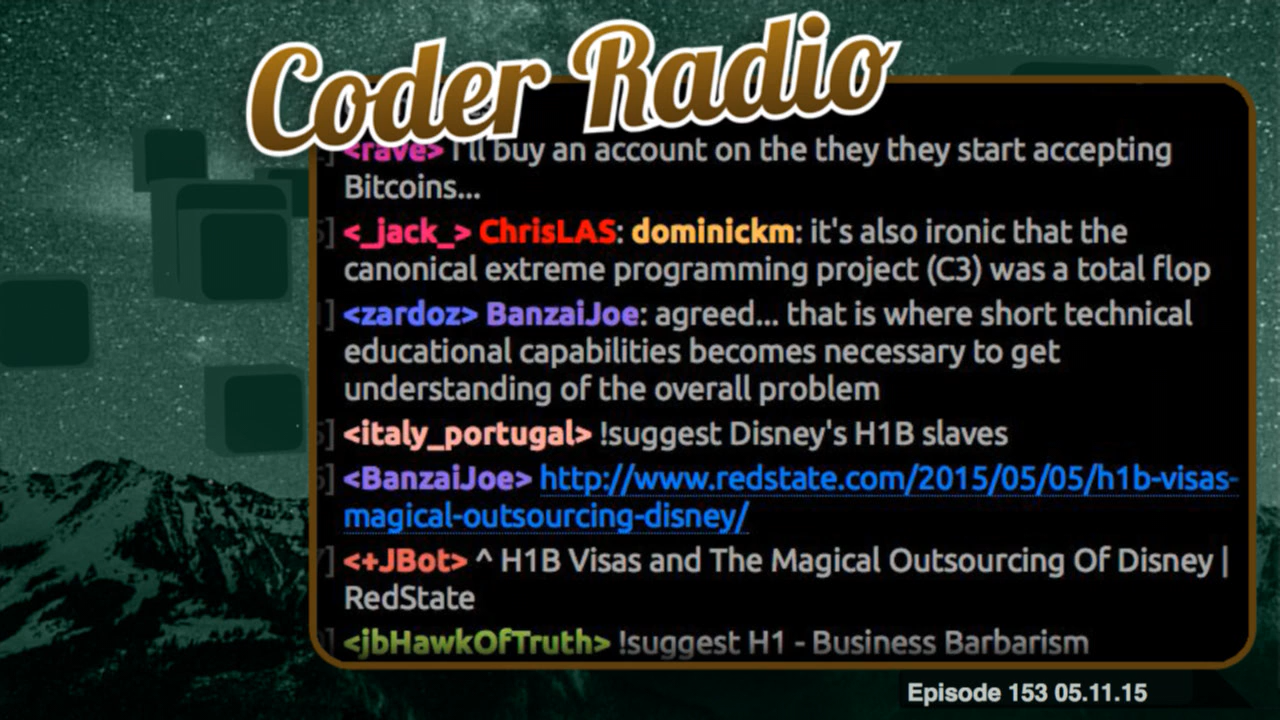 Coder Radio
<rave> I'll buy an account on the they they start accepting
Bitcoins...
<_jack_> ChrisLAS: dominickm: it's also ironic that the
canonical extreme programming project (C3) was a total flop
<zardoz> BanzaiJoe: agreed... that is where short technical
educational capabilities becomes necessary to get
understanding of the overall problem
<italy_portugal> !suggest Disney's H1B slaves
<BanzaiJoe> http://www.redstate.com/2015/05/05/h1b-visas-
magical-outsourcing-disney/
<+JBot> ^ H1B Visas and The Magical Outsourcing Of Disney |
RedState
<jbHawkOfTruth> !suggest H1 - Business Barbarism
Episode 153 05.11.15